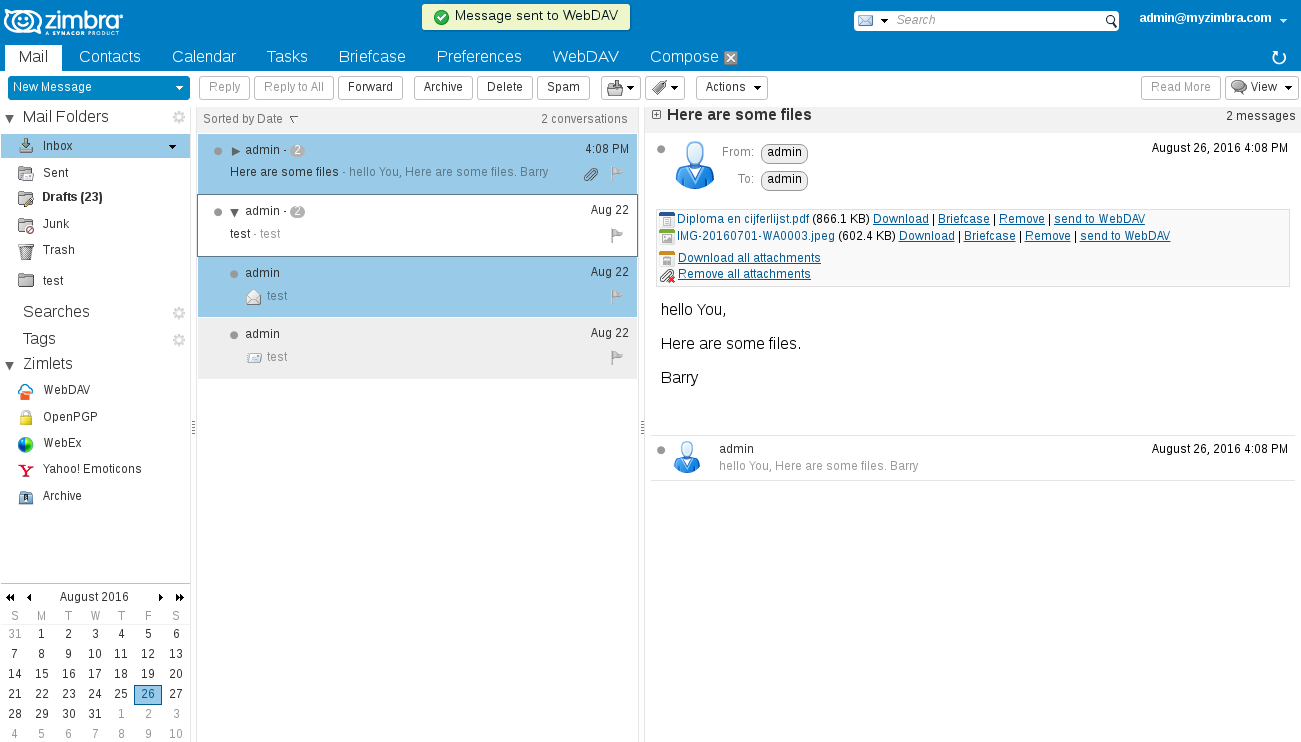 zimbra
A SYNACOR PRODUCT
Message sent to WebDAV
Search
admin@myzimbra.com
Mail Contacts Calendar Tasks Briefcase Preferences WebDAV Compose
New Message Reply Reply to All Forward Archive Delete Spam Actions Read More View
Mail Folders
Inbox
Sent
Drafts (23)
Junk
Trash
test
Searches
Tags
Zimlets
WebDAV
OpenPGP
WebEx
Yahoo! Emoticons
Archive
August 2016
S M T W T F S
31 1 2 3 4 5 6
7 8 9 10 11 12 13
14 15 16 17 18 19 20
21 22 23 24 25 26 27
28 29 30 31 1 2 3
4 5 6 7 8 9 10
Sorted by Date 2 conversations
admin - 2 4:08 PM
Here are some files - hello You, Here are some files. Barry
admin - 2 Aug 22
test - test
admin Aug 22
test
admin Aug 22
test
Here are some files 2 messages
From: admin August 26, 2016 4:08 PM
To: admin
Diploma en cijferlijst.pdf (866.1 KB) Download | Briefcase | Remove | send to WebDAV
IMG-20160701-WA0003.jpeg (602.4 KB) Download | Briefcase | Remove | send to WebDAV
Download all attachments
Remove all attachments
hello You,
Here are some files.
Barry
admin August 26, 2016 4:08 PM
hello You, Here are some files. Barry